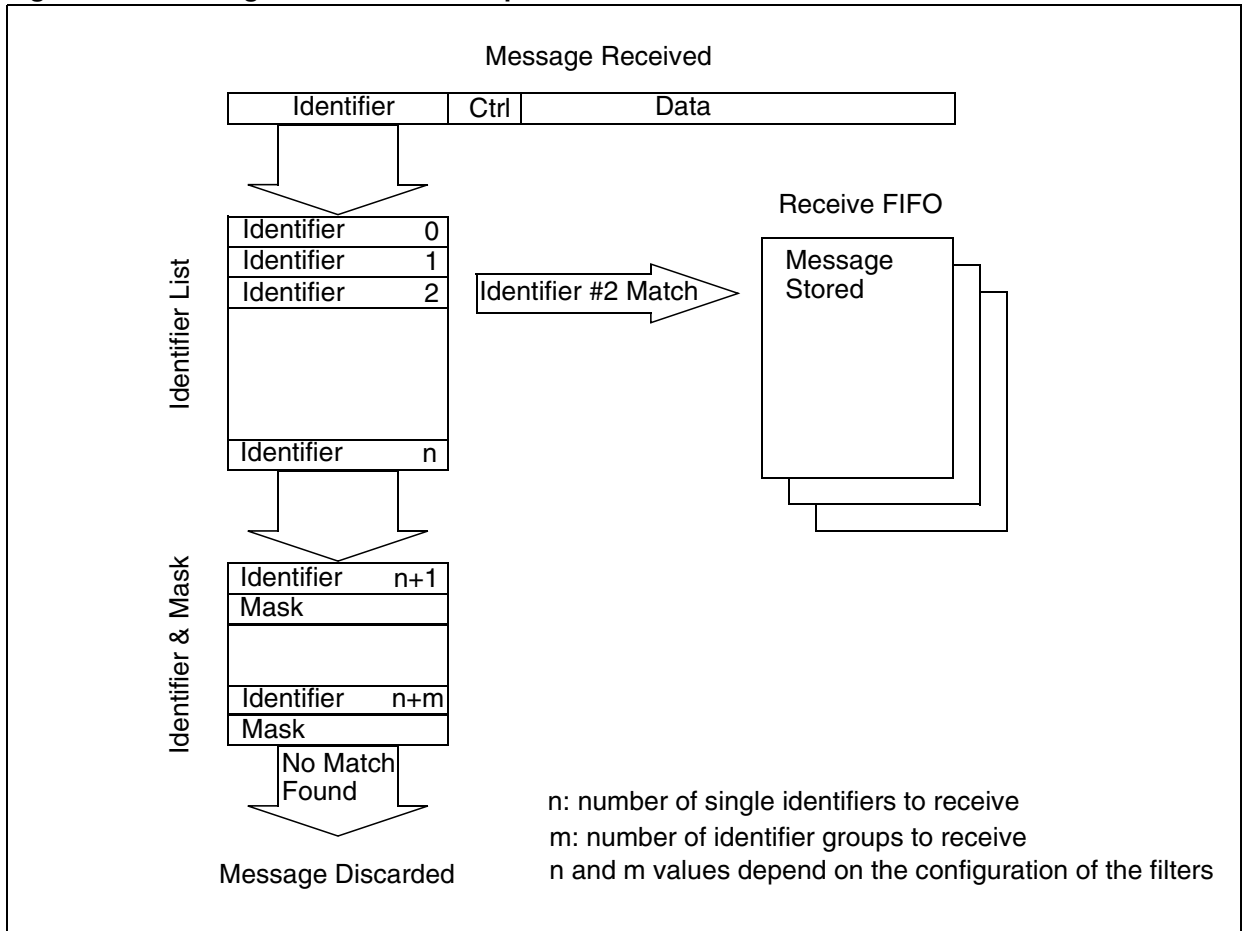 Message Received
Identifier Ctrl Data
Receive FIFO
Identifier List
Identifier 0
Identifier 1
Identifier 2
Identifier #2 Match
Message
Stored
Identifier n
Identifier & Mask
Identifier n+1
Mask
Identifier n+m
Mask
No Match
Found
Message Discarded
n: number of single identifiers to receive
m: number of identifier groups to receive
n and m values depend on the configuration of the filters